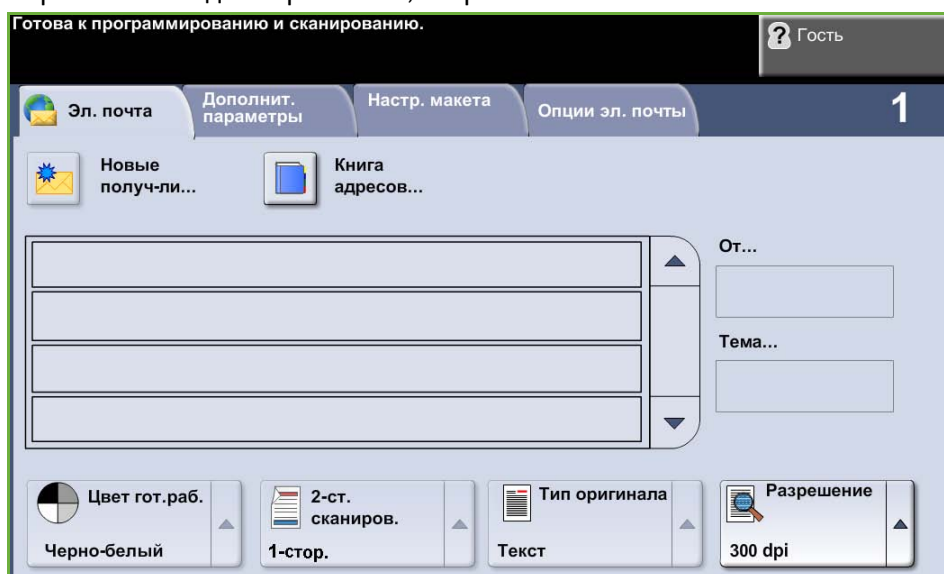 Готова к программированию и сканированию.
? Гость
Эл. почта
Дополнит.
параметры
Настр. макета
Опции эл. почты
1
Новые
получ-ли...
Книга
адресов...
От...
Тема...
Цвет гот.раб.
Черно-белый
2-ст.
сканиров.
1-стор.
Тип оригинала
Текст
Разрешение
300 dpi